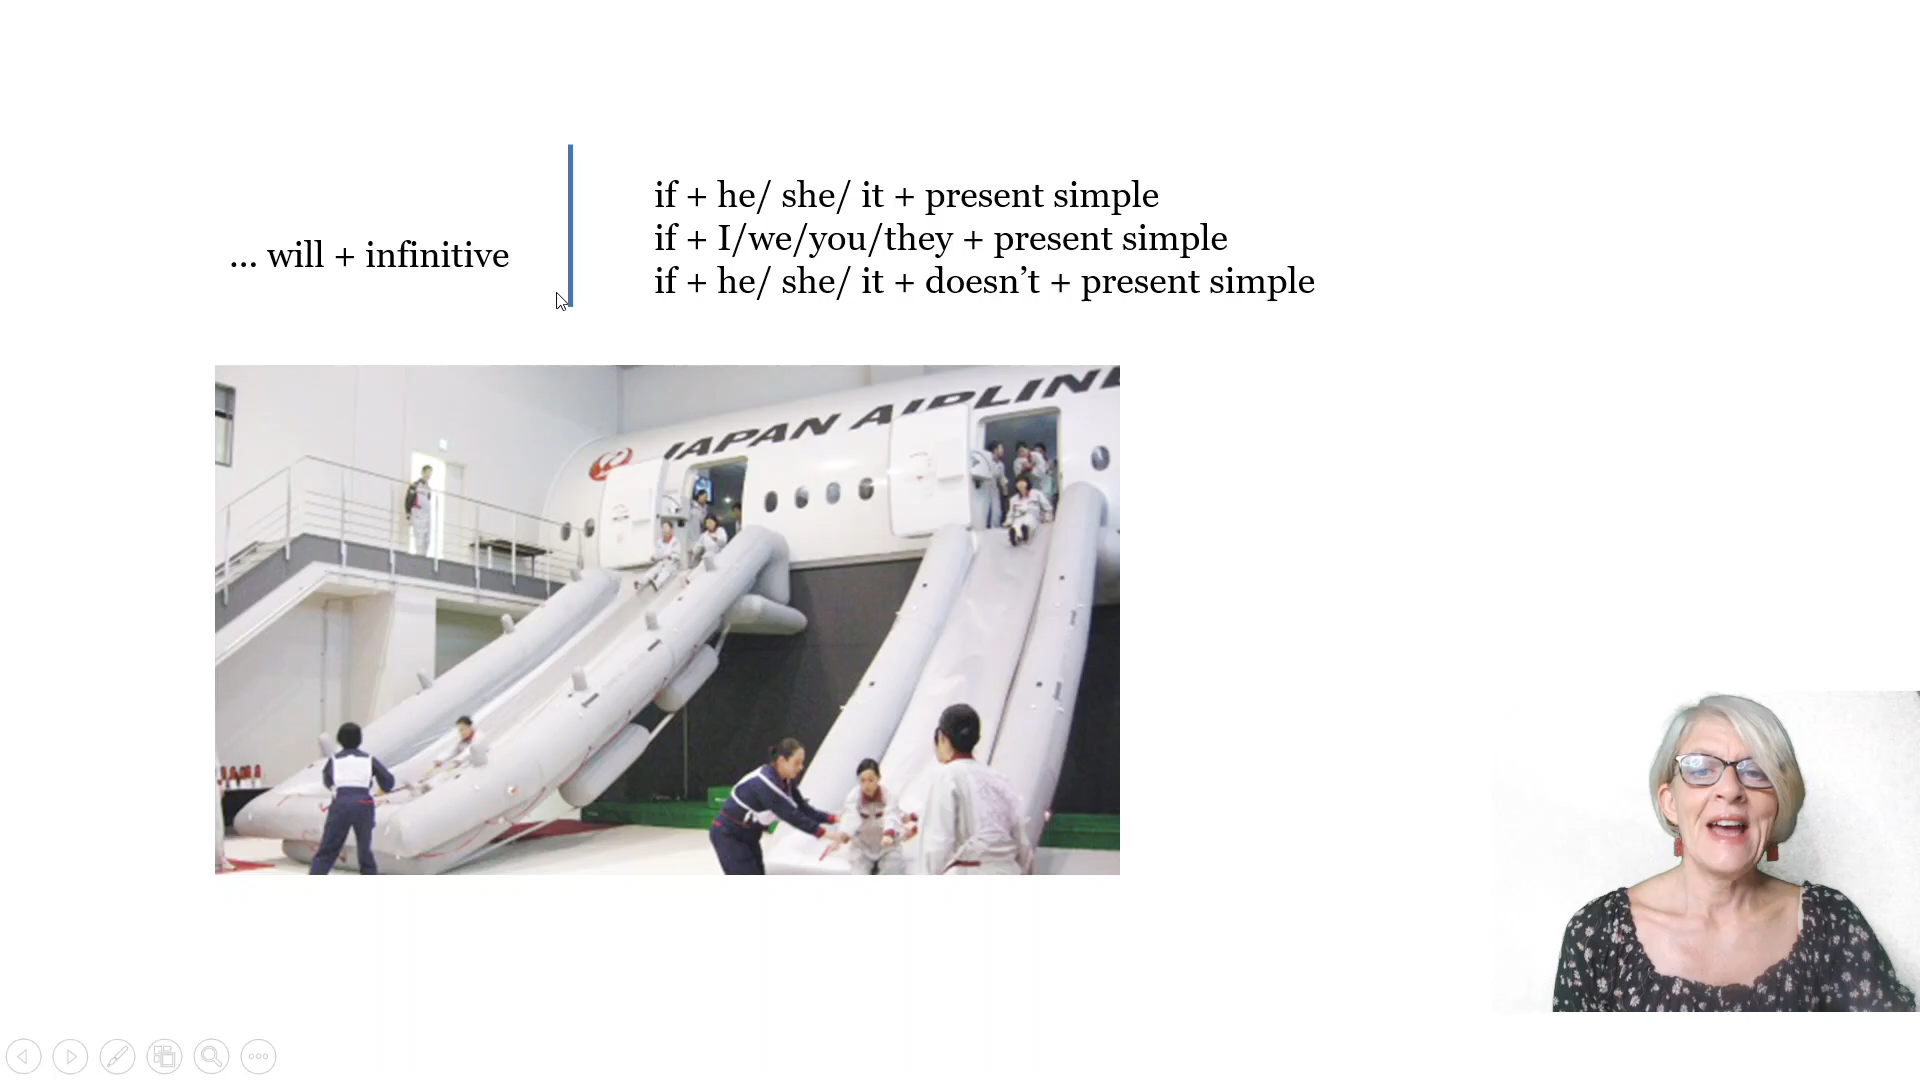 ... will + infinitive
if + he/ she/ it + present simple
if + I/we/you/they + present simple
if + he/ she/ it + doesn’t + present simple
JAPAN AIRLINE